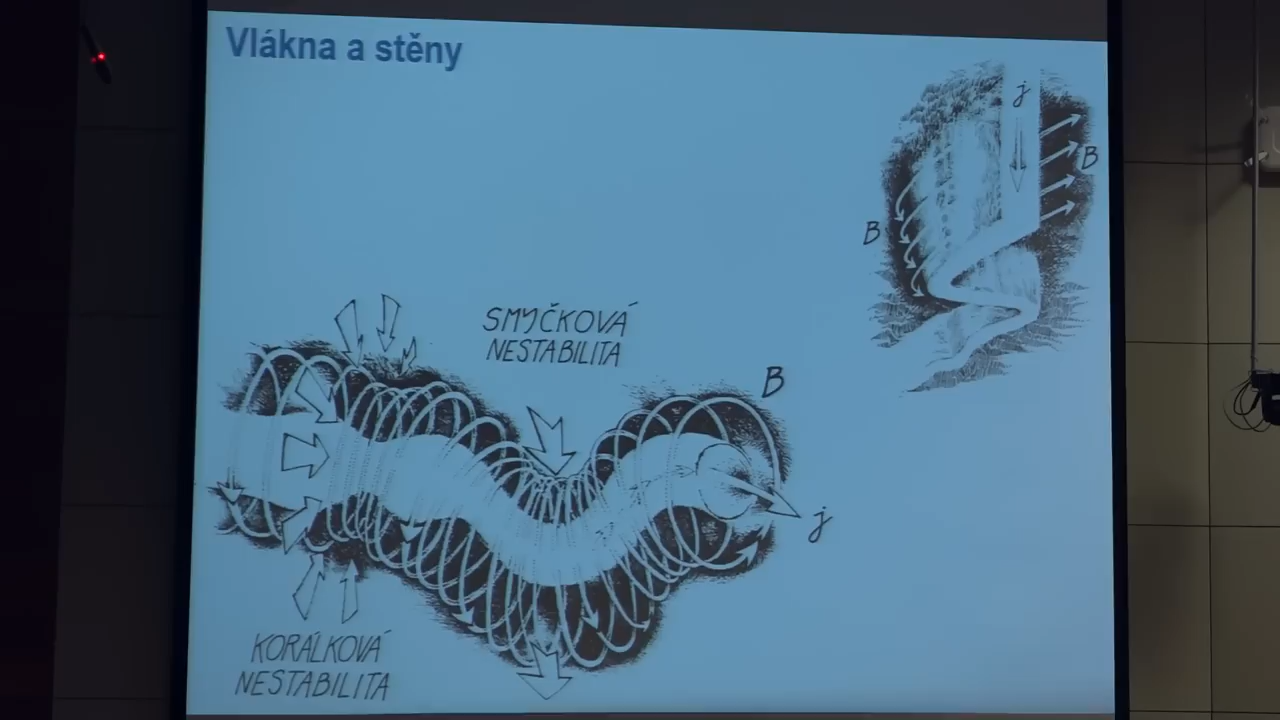 Vlákna a stěny
j
B
B
SMYČKOVÁ
NESTABILITA
B
j
KORÁLKOVÁ
NESTABILITA